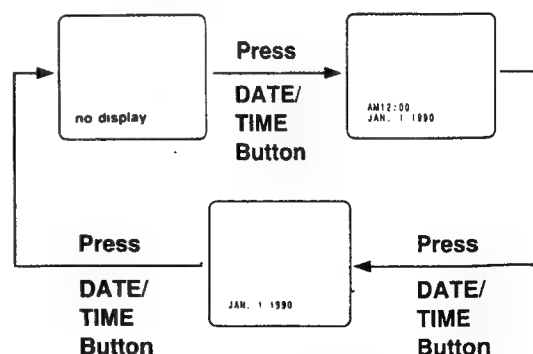 no display
Press
DATE/
TIME
Button
AM12:00
JAN. 1 1990
Press
DATE/
TIME
Button
JAN. 1 1990
Press
DATE/
TIME
Button